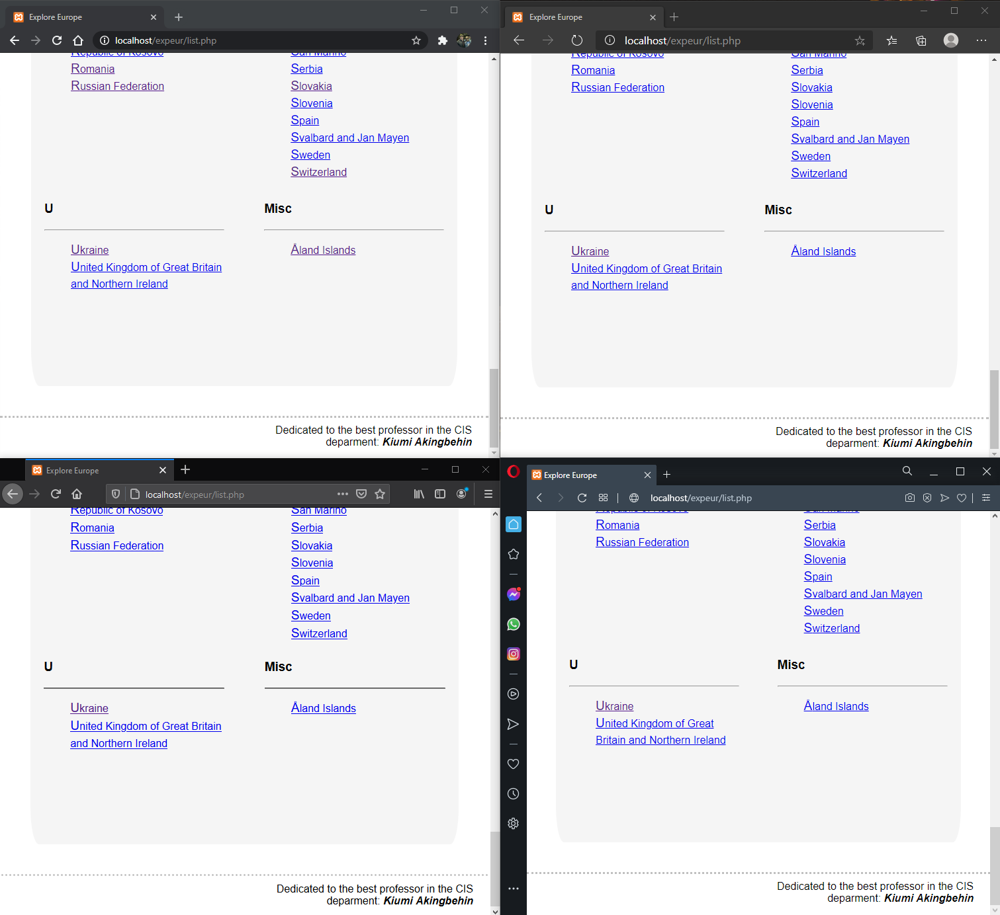 Explore Europe
localhost/expeur/list.php
Republic of Kosovo
Romania
Russian Federation
San Marino
Serbia
Slovakia
Slovenia
Spain
Svalbard and Jan Mayen
Sweden
Switzerland
U
Ukraine
United Kingdom of Great Britain
and Northern Ireland
Misc
Åland Islands
Dedicated to the best professor in the CIS
deparment: Kiumi Akingbehin
Explore Europe
localhost/expeur/list.php
Republic of Kosovo
Romania
Russian Federation
San Marino
Serbia
Slovakia
Slovenia
Spain
Svalbard and Jan Mayen
Sweden
Switzerland
U
Ukraine
United Kingdom of Great Britain
and Northern Ireland
Misc
Åland Islands
Dedicated to the best professor in the CIS
deparment: Kiumi Akingbehin
Explore Europe
localhost/expeur/list.php
Republic of Kosovo
Romania
Russian Federation
San Marino
Serbia
Slovakia
Slovenia
Spain
Svalbard and Jan Mayen
Sweden
Switzerland
U
Ukraine
United Kingdom of Great Britain
and Northern Ireland
Misc
Åland Islands
Dedicated to the best professor in the CIS
deparment: Kiumi Akingbehin
Explore Europe
localhost/expeur/list.php
Republic of Kosovo
Romania
Russian Federation
San Marino
Serbia
Slovakia
Slovenia
Spain
Svalbard and Jan Mayen
Sweden
Switzerland
U
Ukraine
United Kingdom of Great
Britain and Northern Ireland
Misc
Åland Islands
Dedicated to the best professor in the CIS
deparment: Kiumi Akingbehin